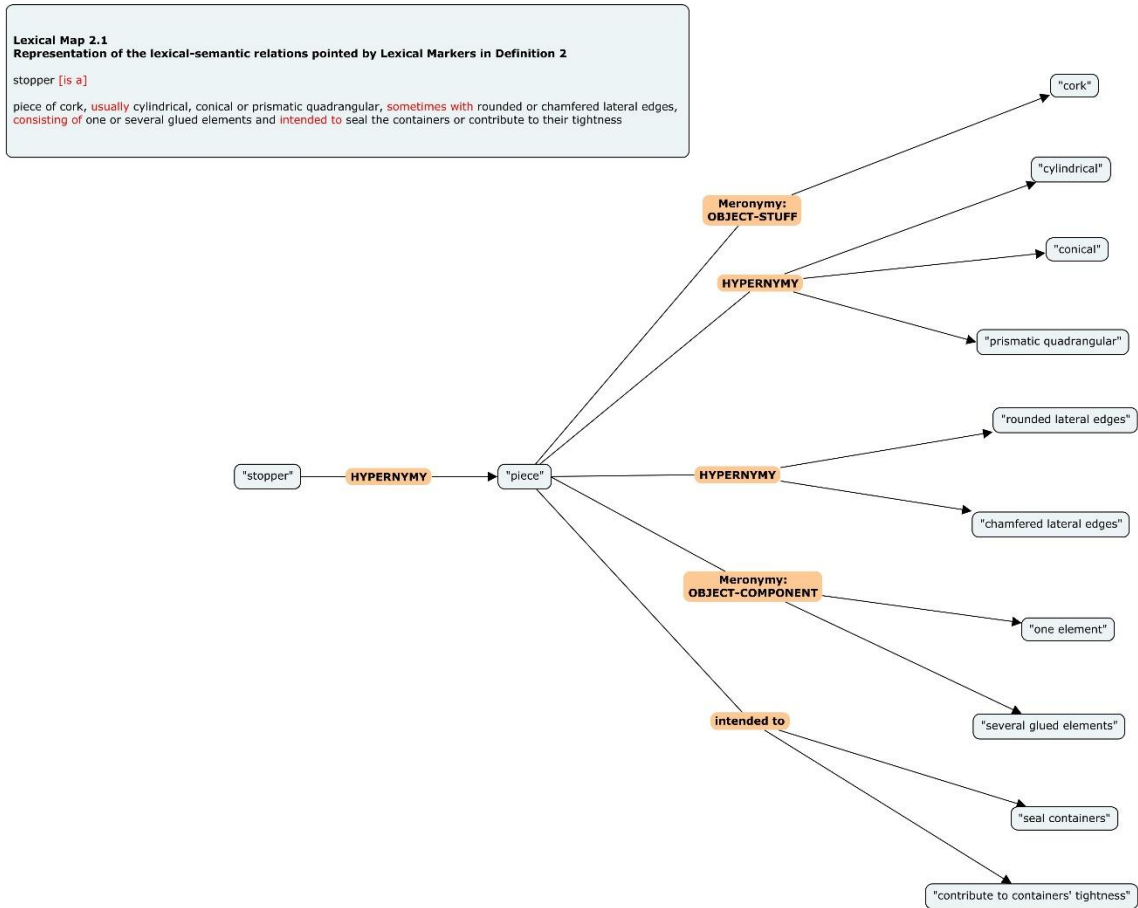 Lexical Map 2.1
Representation of the lexical-semantic relations pointed by Lexical Markers in Definition 2
stopper [is a]
piece of cork, usually cylindrical, conical or prismatic quadrangular, sometimes with rounded or chamfered lateral edges,
consisting of one or several glued elements and intended to seal the containers or contribute to their tightness
"cork"
"cylindrical"
Meronymy:
OBJECT-STUFF
"conical"
HYPERNYMY
"prismatic quadrangular"
"rounded lateral edges"
"stopper"
HYPERNYMY
"piece"
HYPERNYMY
"chamfered lateral edges"
Meronymy:
OBJECT-COMPONENT
"one element"
intended to
"several glued elements"
"seal containers"
"contribute to containers' tightness"